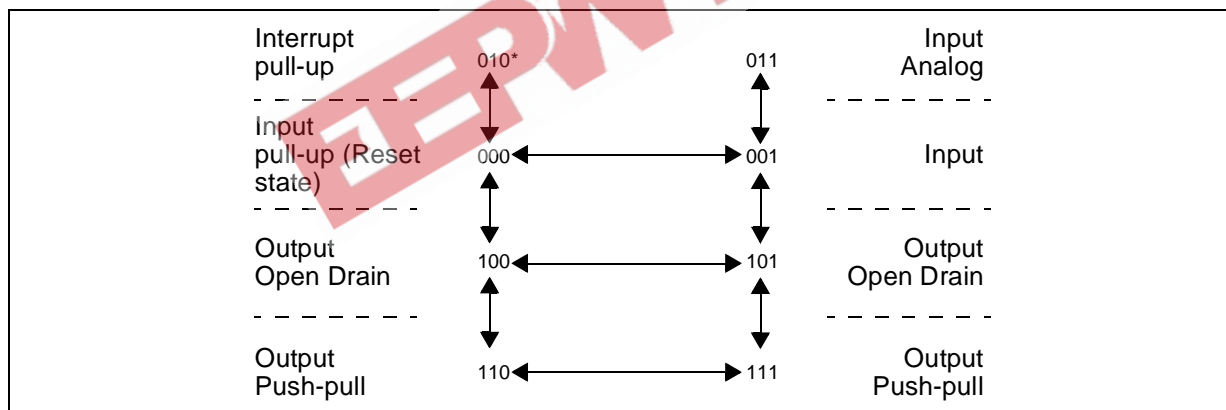 Interrupt
pull-up
010*
011
Input
Analog
Input
pull-up (Reset
state)
000
001
Input
Output
Open Drain
100
101
Output
Open Drain
Output
Push-pull
110
111
Output
Push-pull